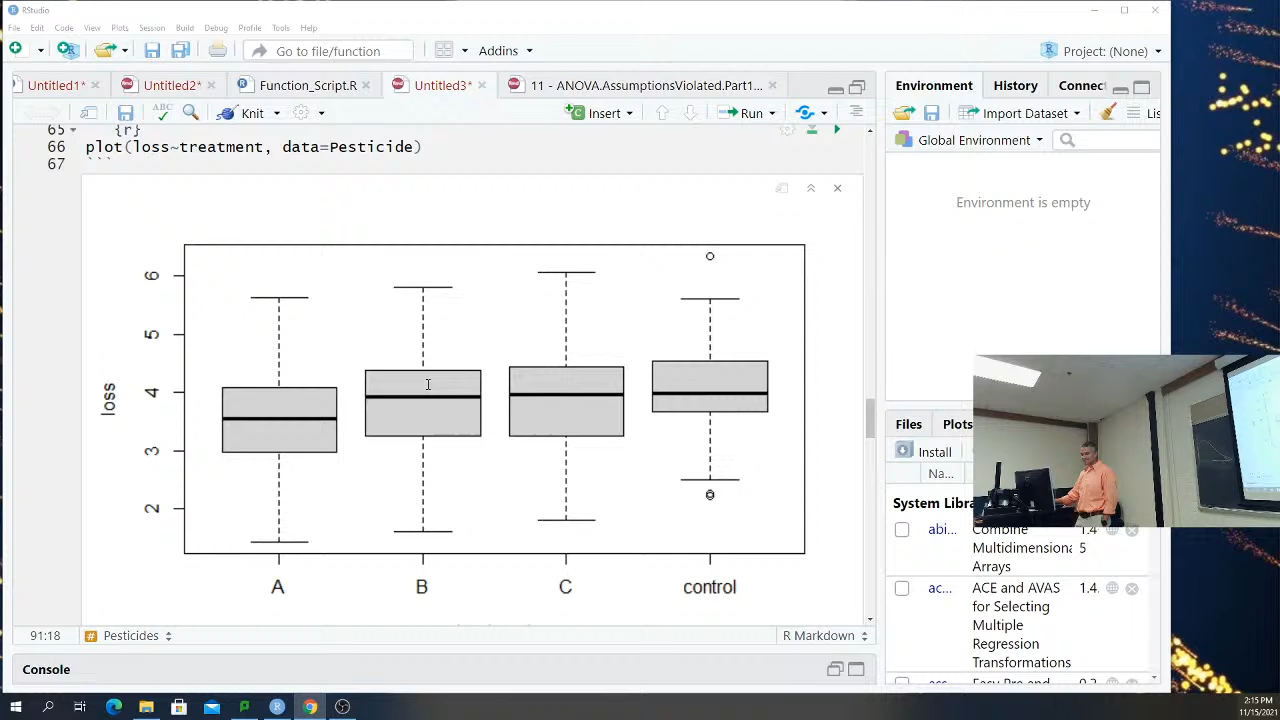 RStudio
File Edit Code View Plots Session Build Debug Profile Tools Help
Go to file/function Addins Project: (None)
Untitled1* Untitled2* Function_Script.R Untitled3 11 - ANOVA.AssumptionsViolated.Part1...
Environment History Connec
ABC Knit Insert Run Import Dataset Lis
Global Environment
Environment is empty
65 {r}
66 plot(loss~treatment, data=Pesticide)
67 ```
loss
6
5
4
3
2
A B C control
Files Plots
Install
Na...
System Libra
abi... Combine Multidimensiona Arrays 1.4 5
ac... ACE and AVAS for Selecting Multiple Regression Transformations 1.4.
91:18 # Pesticides R Markdown
Console
2:15 PM
11/15/2021